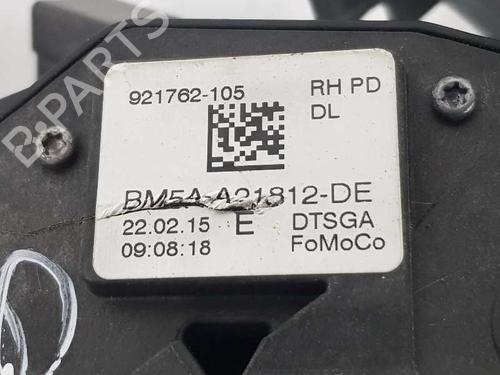 921762-105
RH PD
DL
BM5A-A21812-DE
22.02.15 E DTSGA
09:08:18 FoMoCo
B-PARTS